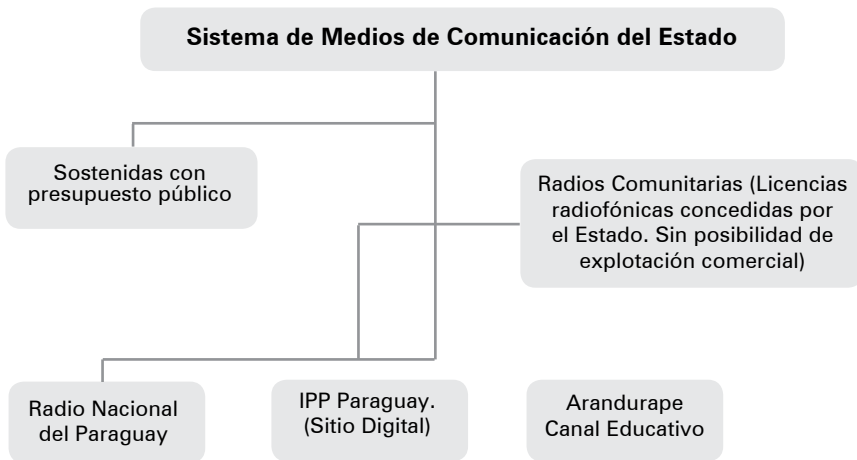 Sistema de Medios de Comunicación del Estado
Sostenidas con
presupuesto público
Radios Comunitarias (Licencias
radiofónicas concedidas por
el Estado. Sin posibilidad de
explotación comercial)
Radio Nacional
del Paraguay
IPP Paraguay.
(Sitio Digital)
Arandurape
Canal Educativo